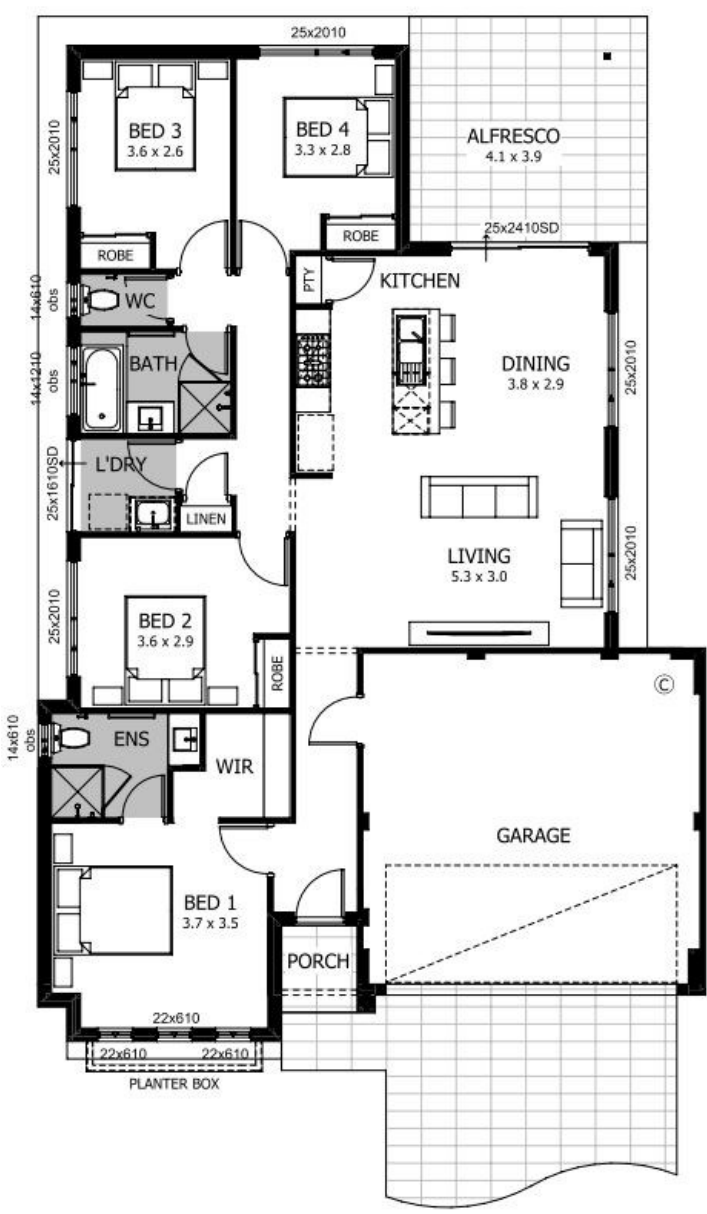 25x2010
BED 3
3.6 x 2.6
BED 4
3.3 x 2.8
ALFRESCO
4.1 x 3.9
25x2010
ROBE
ROBE
25x2410SD
PTY
KITCHEN
14x610
obs
WC
BATH
14x1210
obs
DINING
3.8 x 2.9
25x2010
L'DRY
25x1610SD
LINEN
LIVING
5.3 x 3.0
25x2010
BED 2
3.6 x 2.9
25x2010
ROBE
C
14x610
obs
ENS
WIR
GARAGE
BED 1
3.7 x 3.5
PORCH
22x610
22x610
22x610
PLANTER BOX